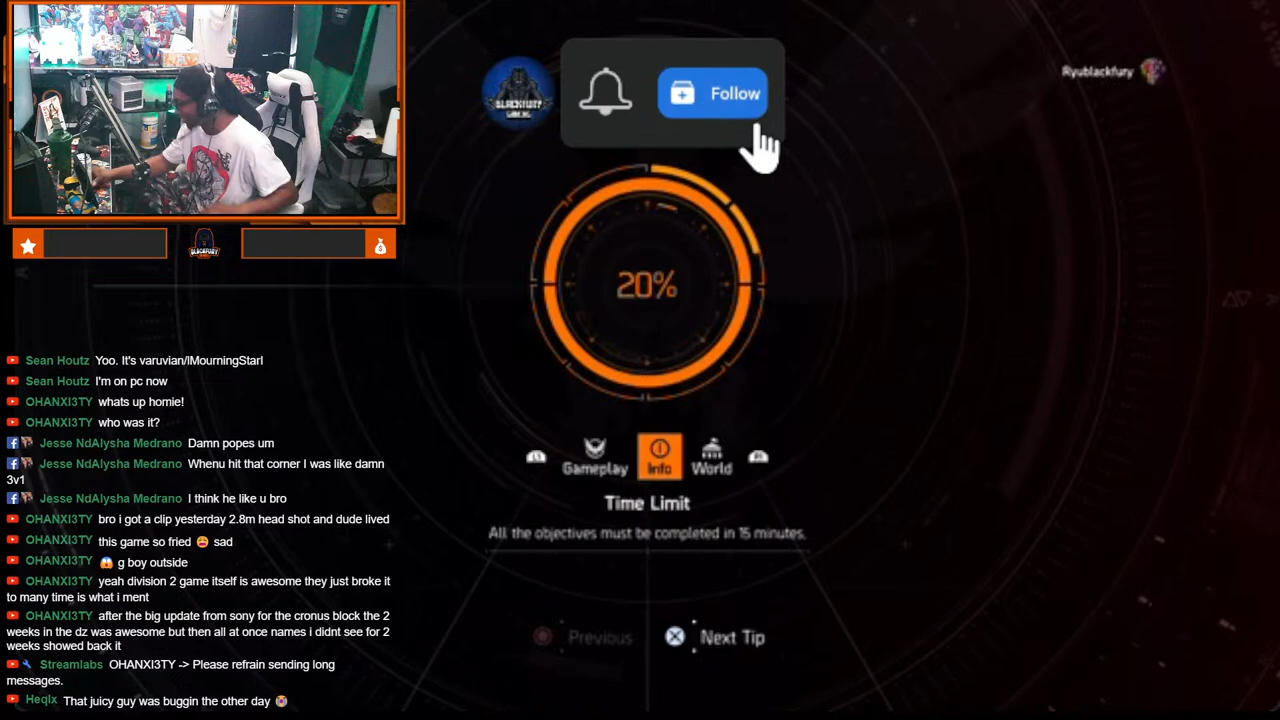 BLACKFURY
GAMING
Follow
Ryublackfury
20%
BLACKFURY
Sean Houtz Yoo. It's varuvian/lMourningStarl
Sean Houtz I'm on pc now
OHANXI3TY whats up homie!
OHANXI3TY who was it?
Jesse NdAlysha Medrano Damn popes um
Jesse NdAlysha Medrano Whenu hit that corner I was like damn
3v1
Jesse NdAlysha Medrano I think he like u bro
OHANXI3TY bro i got a clip yesterday 2.8m head shot and dude lived
OHANXI3TY this game so fried 😩 sad
OHANXI3TY 😱 g boy outside
OHANXI3TY yeah division 2 game itself is awesome they just broke it
to many time is what i ment
OHANXI3TY after the big update from sony for the cronus block the 2
weeks in the dz was awesome but then all at once names i didnt see for 2
weeks showed back it
Streamlabs OHANXI3TY -> Please refrain sending long
messages.
Heqlx That juicy guy was buggin the other day
Gameplay Info World
Time Limit
All the objectives must be completed in 15 minutes.
Previous Next Tip